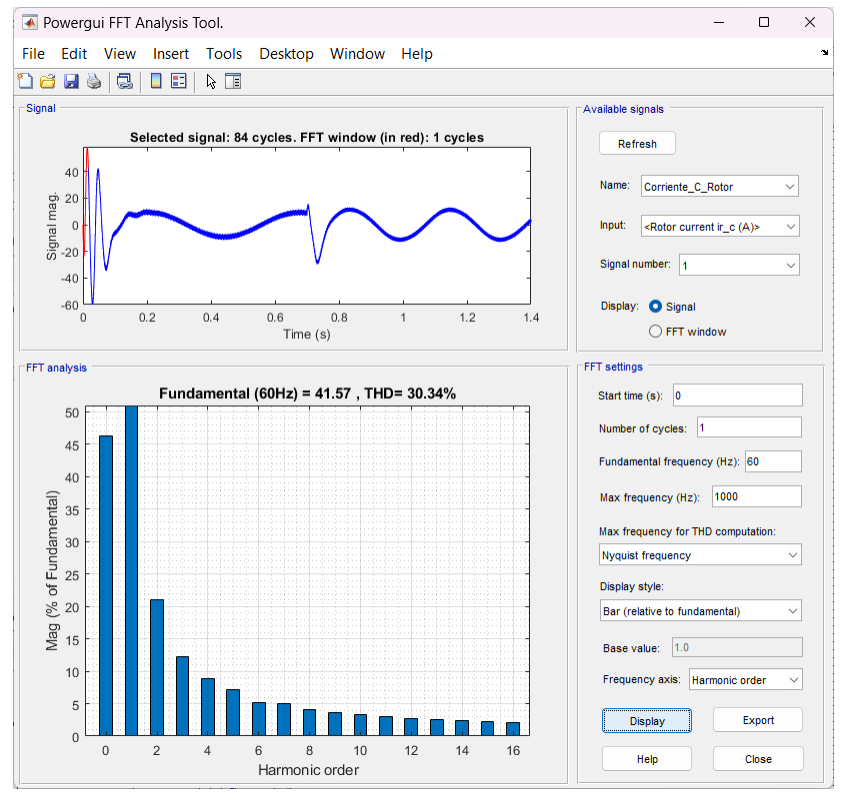 Powergui FFT Analysis Tool.
File Edit View Insert Tools Desktop Window Help
Signal
Selected signal: 84 cycles. FFT window (in red): 1 cycles
Signal mag.
40
20
0
-20
-40
-60
0 0.2 0.4 0.6 0.8 1 1.2 1.4
Time (s)
FFT analysis
Fundamental (60Hz) = 41.57 , THD= 30.34%
Mag (% of Fundamental)
50
45
40
35
30
25
20
15
10
5
0
0 2 4 6 8 10 12 14 16
Harmonic order
Available signals
Refresh
Name: Corriente_C_Rotor
Input: <Rotor current ir_c (A)>
Signal number: 1
Display: Signal
FFT window
FFT settings
Start time (s): 0
Number of cycles: 1
Fundamental frequency (Hz): 60
Max frequency (Hz): 1000
Max frequency for THD computation:
Nyquist frequency
Display style:
Bar (relative to fundamental)
Base value: 1.0
Frequency axis: Harmonic order
Display Export
Help Close